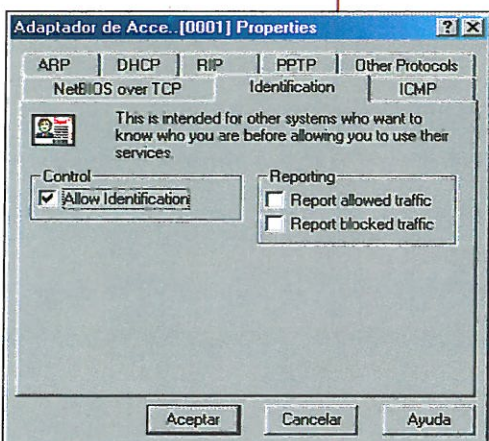 Adaptador de Acce..[0001] Properties
ARP DHCP RIP PPTP Other Protocols
NetBIOS over TCP Identification ICMP
This is intended for other systems who want to
know who you are before allowing you to use their
services.
Control
Allow Identification
Reporting
Report allowed traffic
Report blocked traffic
Aceptar Cancelar Ayuda